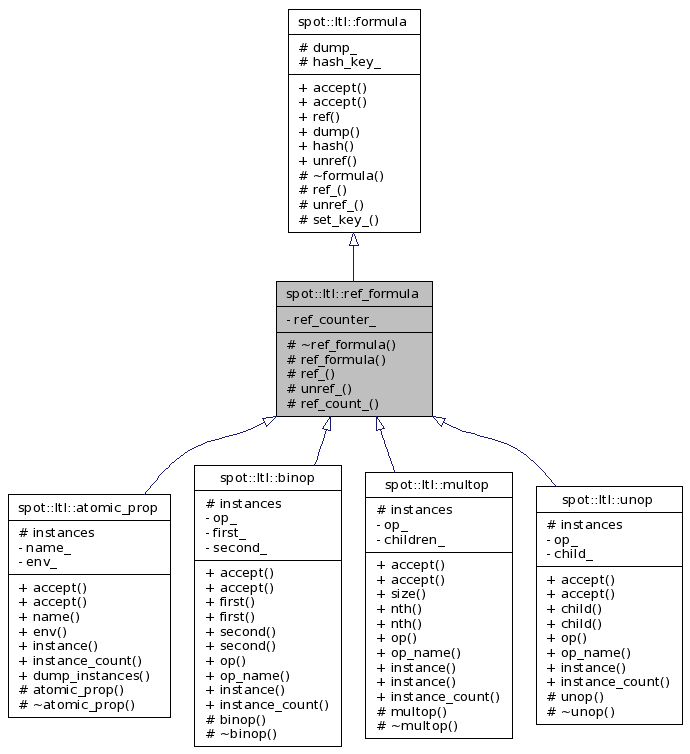 spot::ltl::formula
# dump_
# hash_key_
+ accept()
+ accept()
+ ref()
+ dump()
+ hash()
+ unref()
# ~formula()
# ref_()
# unref_()
# set_key_()
spot::ltl::ref_formula
- ref_counter_
# ~ref_formula()
# ref_formula()
# ref_()
# unref_()
# ref_count_()
spot::ltl::atomic_prop
# instances
- name_
- env_
+ accept()
+ accept()
+ name()
+ env()
+ instance()
+ instance_count()
+ dump_instances()
# atomic_prop()
# ~atomic_prop()
spot::ltl::binop
# instances
- op_
- first_
- second_
+ accept()
+ accept()
+ first()
+ first()
+ second()
+ second()
+ op()
+ op_name()
+ instance()
+ instance_count()
# binop()
# ~binop()
spot::ltl::multop
# instances
- op_
- children_
+ accept()
+ accept()
+ size()
+ nth()
+ nth()
+ op()
+ op_name()
+ instance()
+ instance()
+ instance_count()
# multop()
# ~multop()
spot::ltl::unop
# instances
- op_
- child_
+ accept()
+ accept()
+ child()
+ child()
+ op()
+ op_name()
+ instance()
+ instance_count()
# unop()
# ~unop()